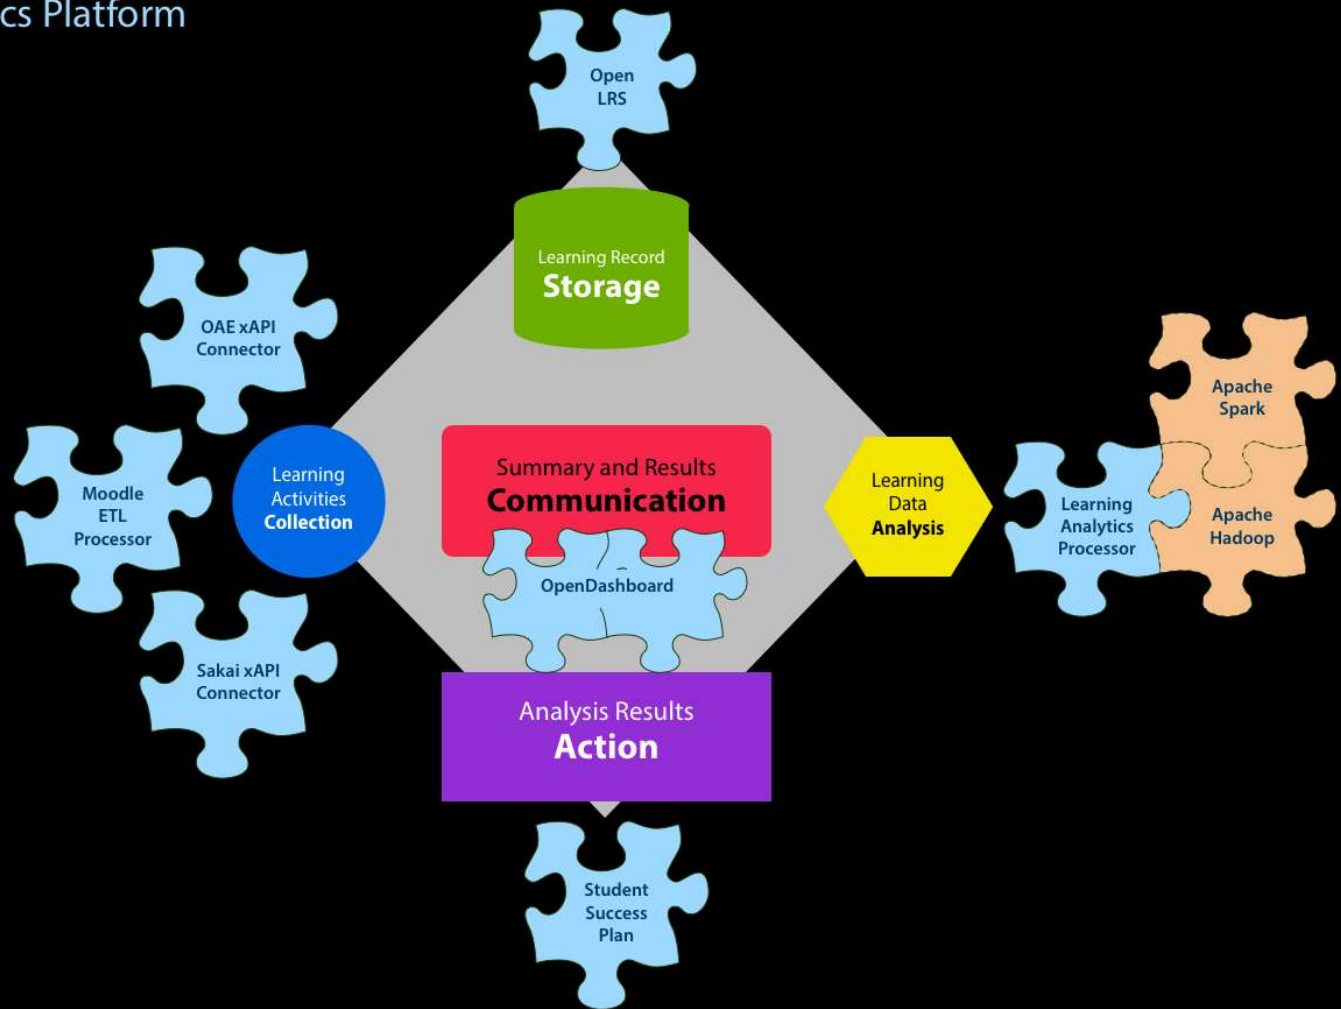 cs Platform
Open
LRS
Learning Record
Storage
OAE xAPI
Connector
Moodle
ETL
Processor
Sakai xAPI
Connector
Learning
Activities
Collection
Summary and Results
Communication
OpenDashboard
Learning
Data
Analysis
Learning
Analytics
Processor
Apache
Spark
Apache
Hadoop
Analysis Results
Action
Student
Success
Plan